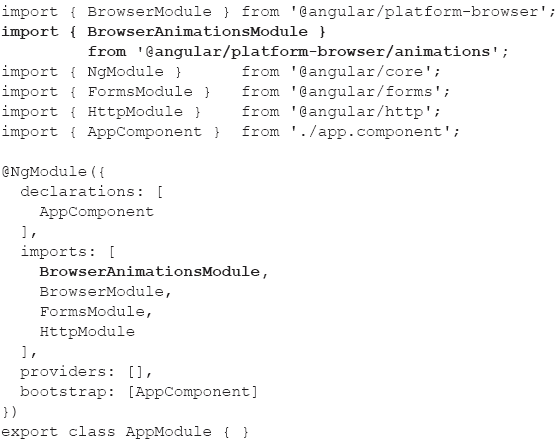 import { BrowserModule } from '@angular/platform-browser';
import { BrowserAnimationsModule }
         from '@angular/platform-browser/animations';
import { NgModule }      from '@angular/core';
import { FormsModule }   from '@angular/forms';
import { HttpModule }    from '@angular/http';
import { AppComponent }  from './app.component';

@NgModule({
  declarations: [
    AppComponent
  ],
  imports: [
    BrowserAnimationsModule,
    BrowserModule,
    FormsModule,
    HttpModule
  ],
  providers: [],
  bootstrap: [AppComponent]
})
export class AppModule { }